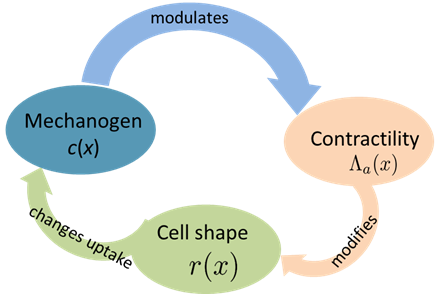 modulates
Mechanogen
c(x)
Contractility
Λₐ(x)
modifies
Cell shape
r(x)
changes uptake